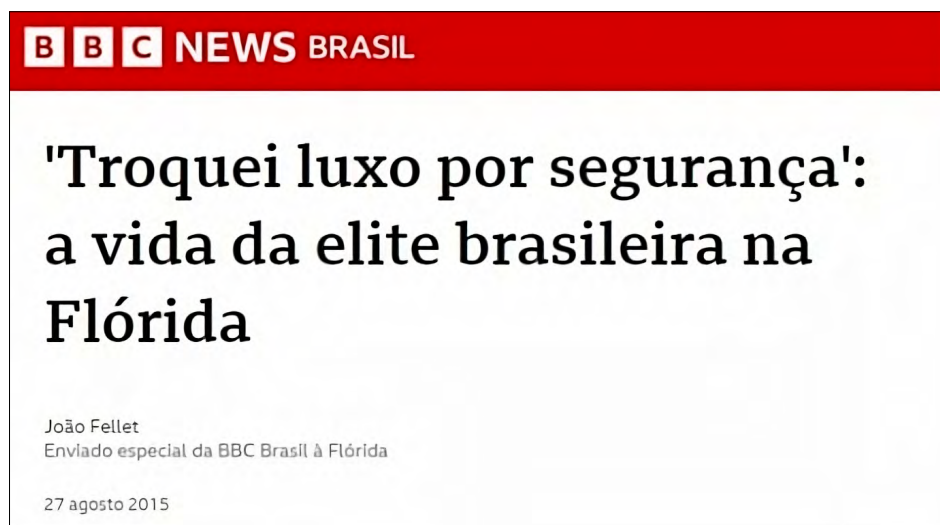 BBC NEWS BRASIL
'Troquei luxo por segurança':
a vida da elite brasileira na
Flórida
João Fellet
Enviado especial da BBC Brasil à Flórida
27 agosto 2015